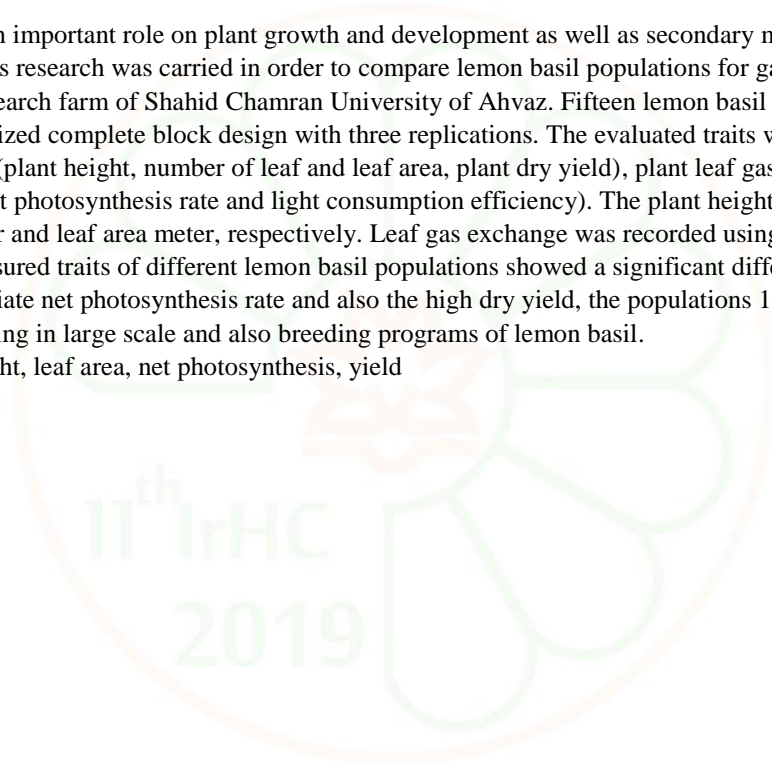 n important role on plant growth and development as well as secondary m
s research was carried in order to compare lemon basil populations for ga
earch farm of Shahid Chamran University of Ahvaz. Fifteen lemon basil
ized complete block design with three replications. The evaluated traits w
(plant height, number of leaf and leaf area, plant dry yield), plant leaf gas
t photosynthesis rate and light consumption efficiency). The plant height
r and leaf area meter, respectively. Leaf gas exchange was recorded using
sured traits of different lemon basil populations showed a significant diffe
iate net photosynthesis rate and also the high dry yield, the populations 1
ing in large scale and also breeding programs of lemon basil.
ht, leaf area, net photosynthesis, yield
11th IrHC
2019